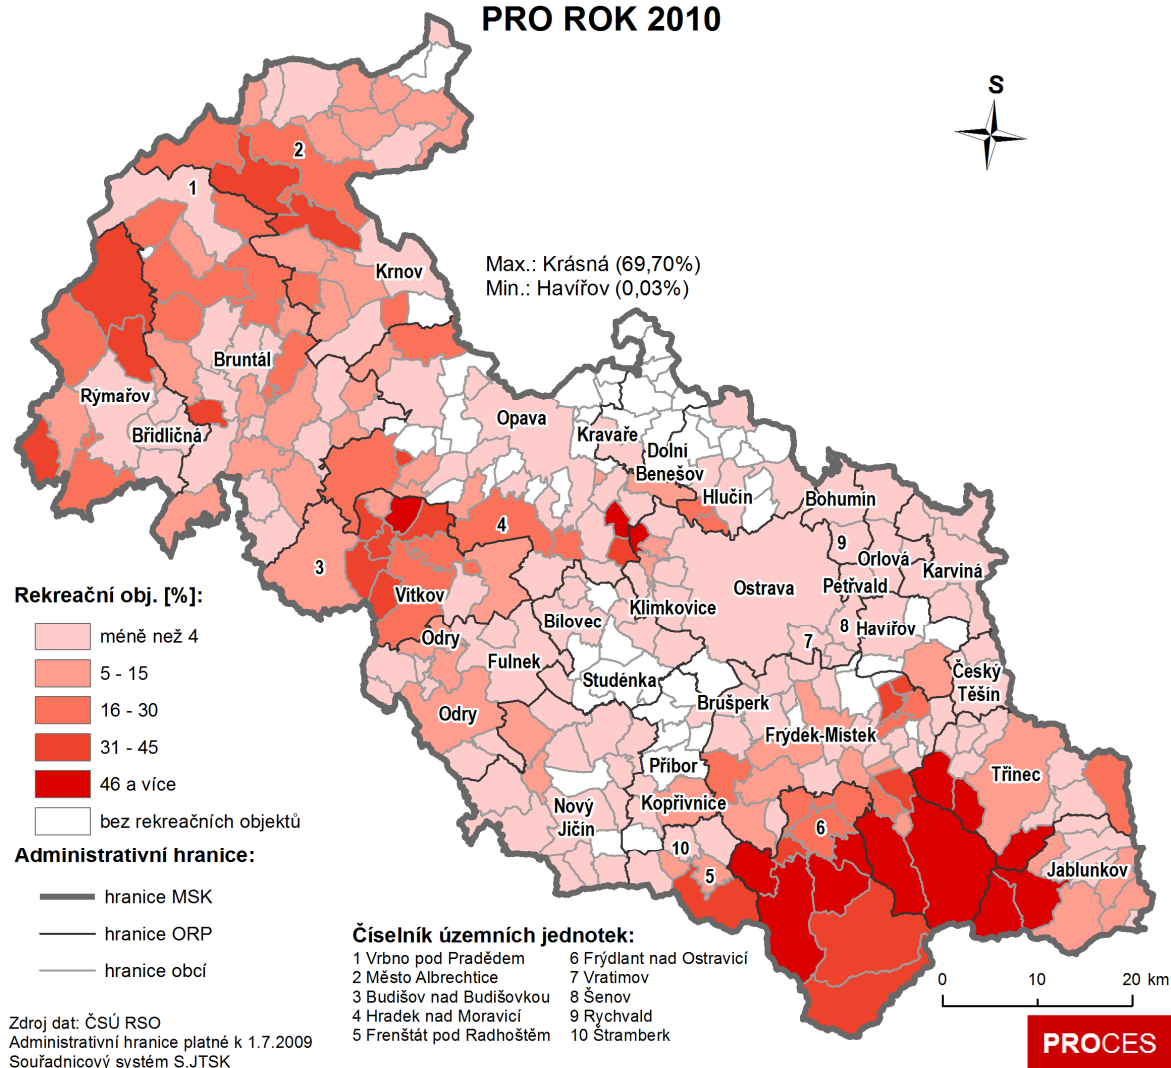 PRO ROK 2010
S
2
1
Krnov
Max.: Krásná (69,70%)
Min.: Havířov (0,03%)
Bruntál
Rýmařov
Břidličná
Opava
Kravaře
Dolní
Benešov
Hlučín
Bohumín
4
9
Orlová
3
Karviná
Petřvald
Ostrava
Vítkov
Klimkovice
Bílovec
8
Havířov
7
Odry
Fulnek
Studénka
Český
Těšín
Brušperk
Odry
Frýdek-Místek
Příbor
Třinec
Kopřivnice
Nový
Jičín
6
10
5
Jablunkov
Rekreační obj. [%]:
méně než 4
5 - 15
16 - 30
31 - 45
46 a více
bez rekreačních objektů
Administrativní hranice:
hranice MSK
hranice ORP
hranice obcí
Číselník územních jednotek:
1 Vrbno pod Pradědem
2 Město Albrechtice
3 Budišov nad Budišovkou
4 Hradek nad Moravicí
5 Frenštát pod Radhoštěm
6 Frýdlant nad Ostravicí
7 Vratimov
8 Šenov
9 Rychvald
10 Štramberk
0 10 20 km
Zdroj dat: ČSÚ RSO
Administrativní hranice platné k 1.7.2009
Souřadnicový systém S.JTSK
PROCES